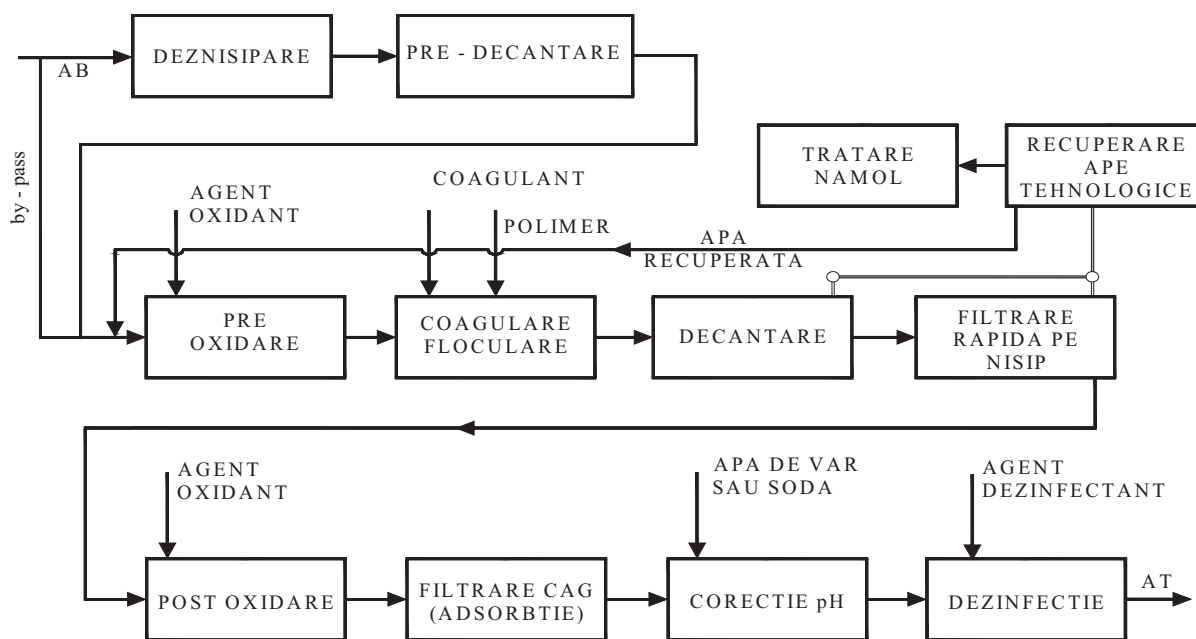 AB
DEZNISIPARE
PRE - DECANTARE
by - pass
TRATARE
NAMOL
RECUPERARE
APE
TEHNOLOGICE
AGENT
OXIDANT
COAGULANT
POLIMER
APA
RECUPERATA
PRE
OXIDARE
COAGULARE
FLOCULARE
DECANTARE
FILTRARE
RAPIDA PE
NISIP
AGENT
OXIDANT
APA DE VAR
SAU SODA
AGENT
DEZINFECTANT
POST OXIDARE
FILTRARE CAG
(ADSORBTIE)
CORECTIE pH
DEZINFECTIE
AT